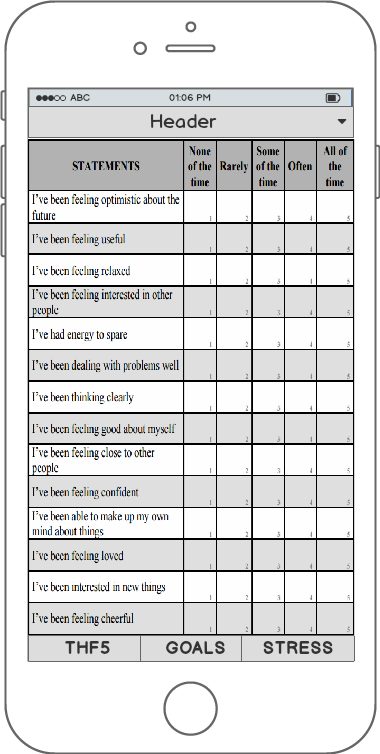 ABC 01:06 PM
Header
STATEMENTS None of the time Rarely Some of the time Often All of the time
I've been feeling optimistic about the
future 1 2 3 4 5
I've been feeling useful 1 2 3 4 5
I've been feeling relaxed 1 2 3 4 5
I've been feeling interested in other
people 1 2 3 4 5
I've had energy to spare 1 2 3 4 5
I've been dealing with problems well 1 2 3 4 5
I've been thinking clearly 1 2 3 4 5
I've been feeling good about myself 1 2 3 4 5
I've been feeling close to other
people 1 2 3 4 5
I've been feeling confident 1 2 3 4 5
I've been able to make up my own
mind about things 1 2 3 4 5
I've been feeling loved 1 2 3 4 5
I've been interested in new things 1 2 3 4 5
I've been feeling cheerful 1 2 3 4 5
THF5 GOALS STRESS